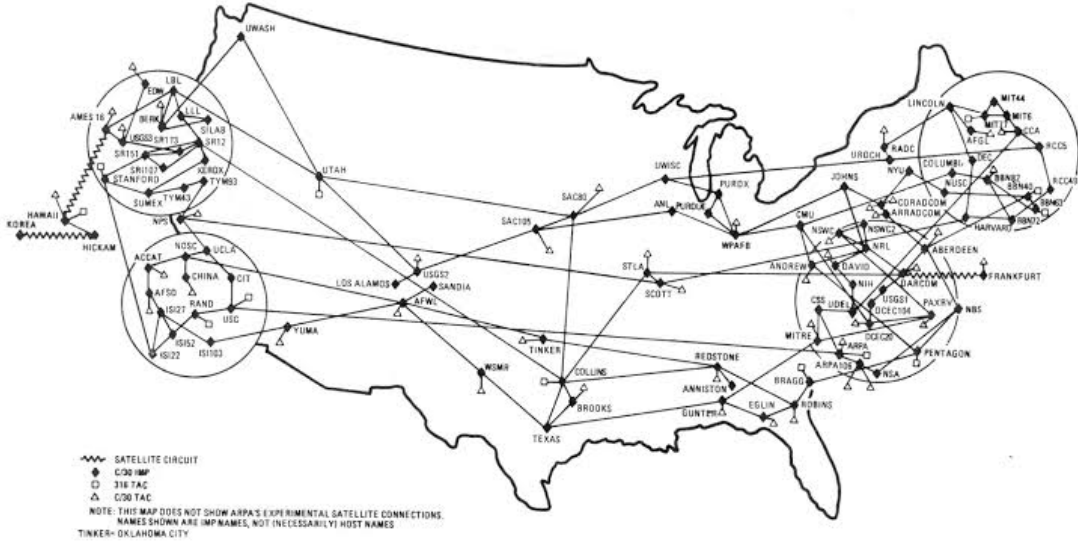 UWASH
EDW
LBL
LLL
AMES 16
BERK
USGS3
SR173
SILAB
SR12
SR151
SRI107
XEROX
STANFORD
TYM93
TYM43
SUMEX
HAWAII
KOREA
HICKAM
NPS
UTAH
NOSC
UCLA
ACCAT
CHINA
CIT
AFSD
RAND
ISI27
USC
ISI52
ISI22
ISI103
YUMA
LOS ALAMOS
USGS2
SANDIA
AFWL
WSMR
TINKER
COLLINS
BROOKS
TEXAS
SAC80
SAC105
UWISC
PURDX
ANL
PURDUE
WPAFB
STLA
SCOTT
REDSTONE
ANNISTON
GUNTER
EGLIN
ROBINS
BRAGG
LINCOLN
MIT44
MIT6
AFGL
CCA
RADC
UROCH
RCC5
DEC
NYU
BBN82
RCC49
JOHNS
NUSC
BBN40
BBN63
BBN72
HARVARD
CORADCOM
ARRADCOM
CMU
NSWC
NSWC2
NRL
ABERDEEN
ANDREW
DAVID
DARCOM
FRANKFURT
NIH
CSS
USGS1
UDEL
DCEC104
PAXRV
NBS
DCEC20
MITRE
ARPA
PENTAGON
ARPA106
NSA
SATELLITE CIRCUIT
C/30 IMP
316 TAC
C/30 TAC
NOTE: THIS MAP DOES NOT SHOW ARPA'S EXPERIMENTAL SATELLITE CONNECTIONS.
NAMES SHOWN ARE IMP NAMES, NOT (NECESSARILY) HOST NAMES
TINKER= OKLAHOMA CITY